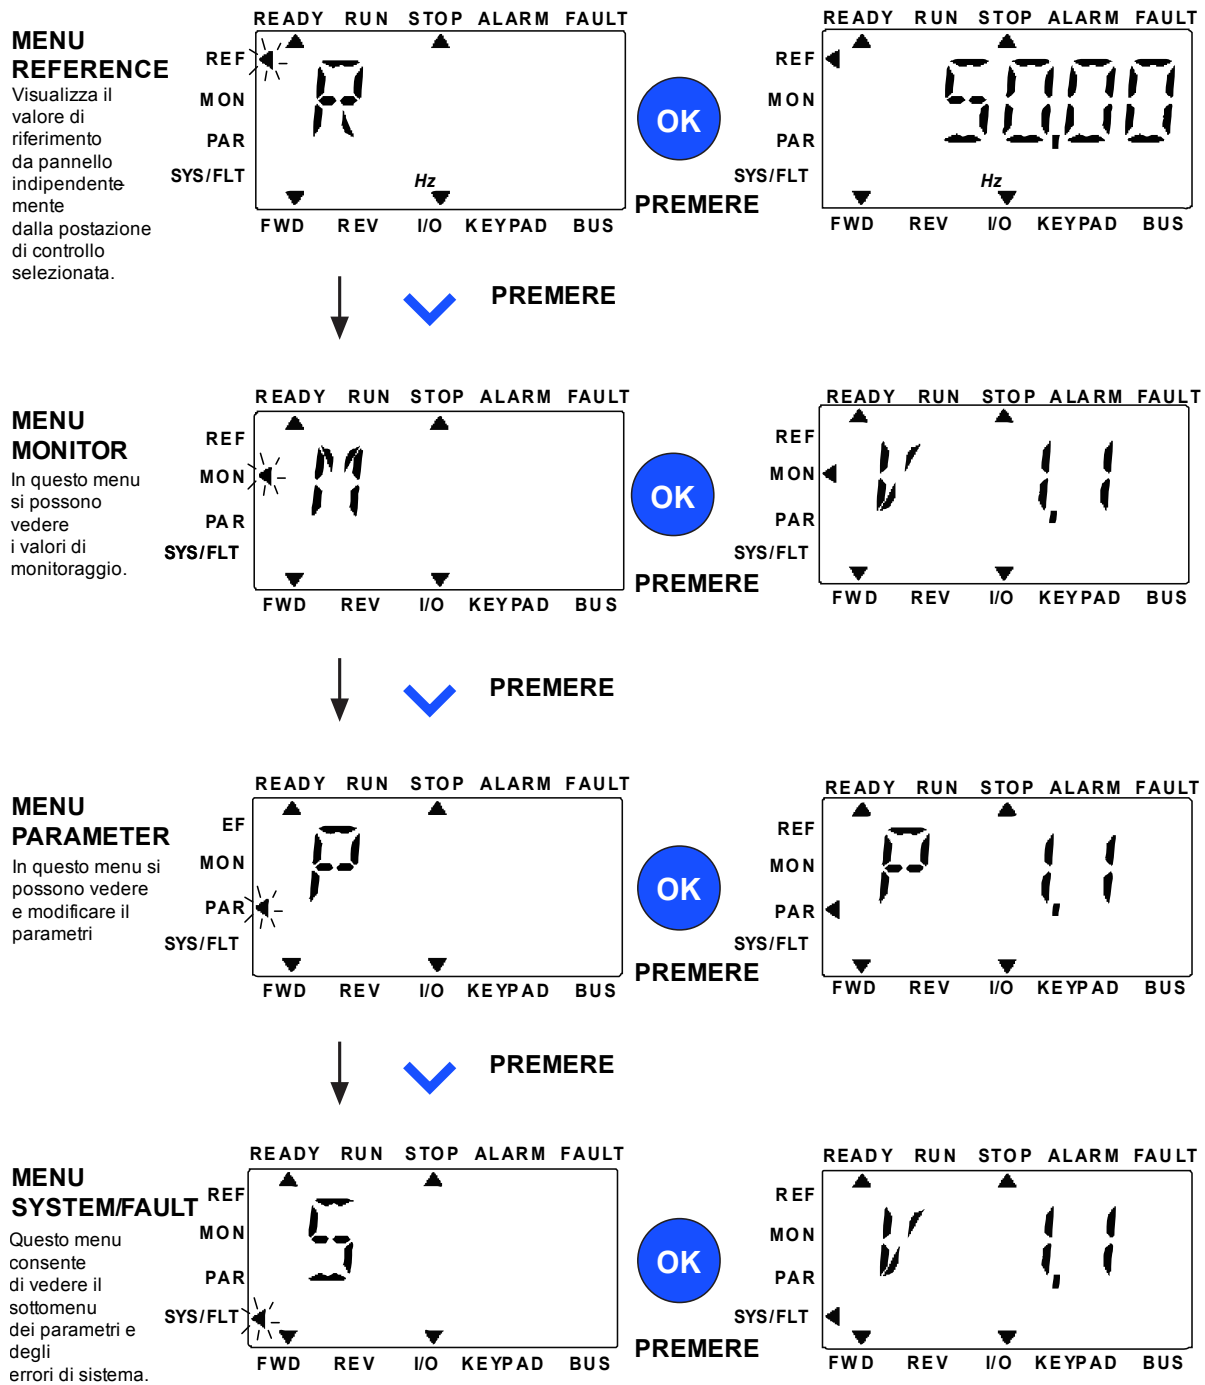 READY RUN STOP ALARM FAULT
READY RUN STOP ALARM FAULT
MENU
REFERENCE
Visualizza il
valore di
riferimento
da pannello
indipendente-
mente
dalla postazione
di controllo
selezionata.
REF
MON
PAR
SYS/FLT
R
Hz
FWD REV I/O KEYPAD BUS
OK
PREMERE
REF
MON
PAR
SYS/FLT
50,00
Hz
FWD REV I/O KEYPAD BUS
PREMERE
READY RUN STOP ALARM FAULT
READY RUN STOP ALARM FAULT
MENU
MONITOR
In questo menu
si possono
vedere
i valori di
monitoraggio.
REF
MON
PAR
SYS/FLT
M
FWD REV I/O KEYPAD BUS
OK
PREMERE
REF
MON
PAR
SYS/FLT
V 1,1
FWD REV I/O KEYPAD BUS
PREMERE
READY RUN STOP ALARM FAULT
READY RUN STOP ALARM FAULT
MENU
PARAMETER
In questo menu si
possono vedere
e modificare il
parametri
EF
MON
PAR
SYS/FLT
P
FWD REV I/O KEYPAD BUS
OK
PREMERE
REF
MON
PAR
SYS/FLT
P 1,1
FWD REV I/O KEYPAD BUS
PREMERE
READY RUN STOP ALARM FAULT
READY RUN STOP ALARM FAULT
MENU
SYSTEM/FAULT
Questo menu
consente
di vedere il
sottomenu
dei parametri e
degli
errori di sistema.
REF
MON
PAR
SYS/FLT
S
FWD REV I/O KEYPAD BUS
OK
PREMERE
REF
MON
PAR
SYS/FLT
V 1,1
FWD REV I/O KEYPAD BUS